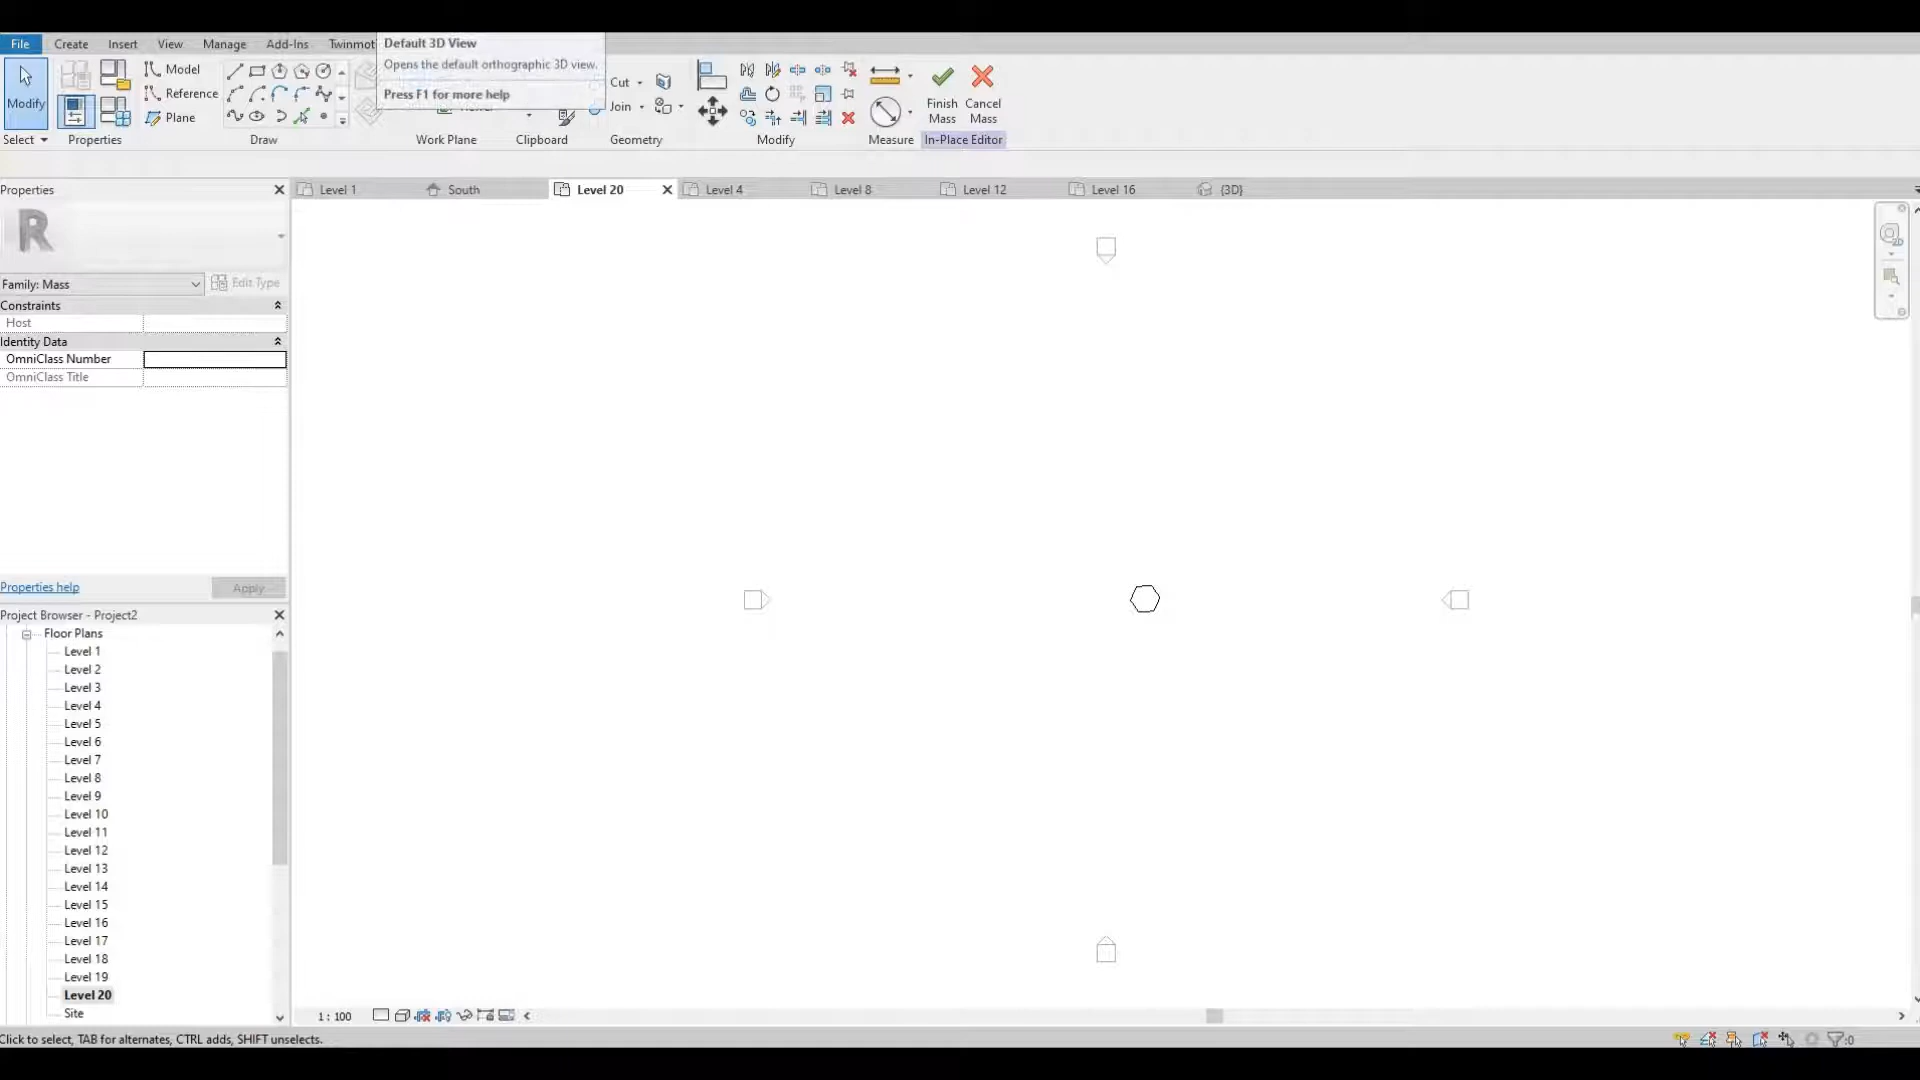 File Create Insert View Manage Add-Ins Twinmot
Default 3D View
Opens the default orthographic 3D view.
Press F1 for more help
Modify
Model
Reference
Plane
Cut
Join
Finish Mass
Cancel Mass
Select Properties Draw Work Plane Clipboard Geometry Modify Measure In-Place Editor
Properties
Level 1 South Level 20 Level 4 Level 8 Level 12 Level 16 {3D}
R
Family: Mass Edit Type
Constraints
Host
Identity Data
OmniClass Number
OmniClass Title
Properties help Apply
Project Browser - Project2
Floor Plans
Level 1
Level 2
Level 3
Level 4
Level 5
Level 6
Level 7
Level 8
Level 9
Level 10
Level 11
Level 12
Level 13
Level 14
Level 15
Level 16
Level 17
Level 18
Level 19
Level 20
Site
1 : 100
Click to select, TAB for alternates, CTRL adds, SHIFT unselects.
:0
2D